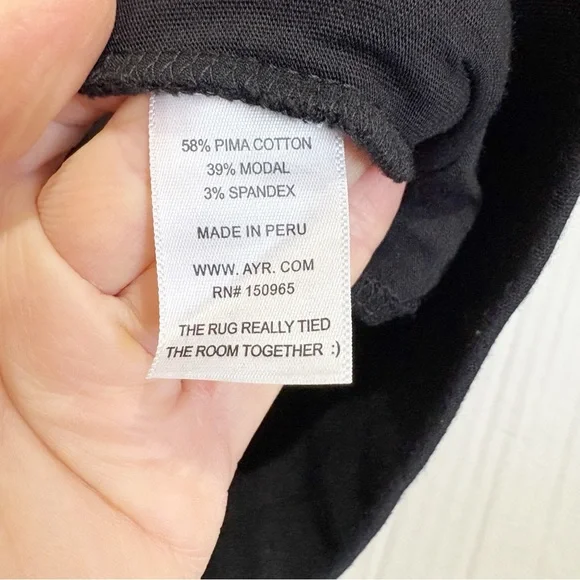 58% PIMA COTTON
39% MODAL
3% SPANDEX
MADE IN PERU
WWW. AYR. COM
RN# 150965
THE RUG REALLY TIED
THE ROOM TOGETHER :)